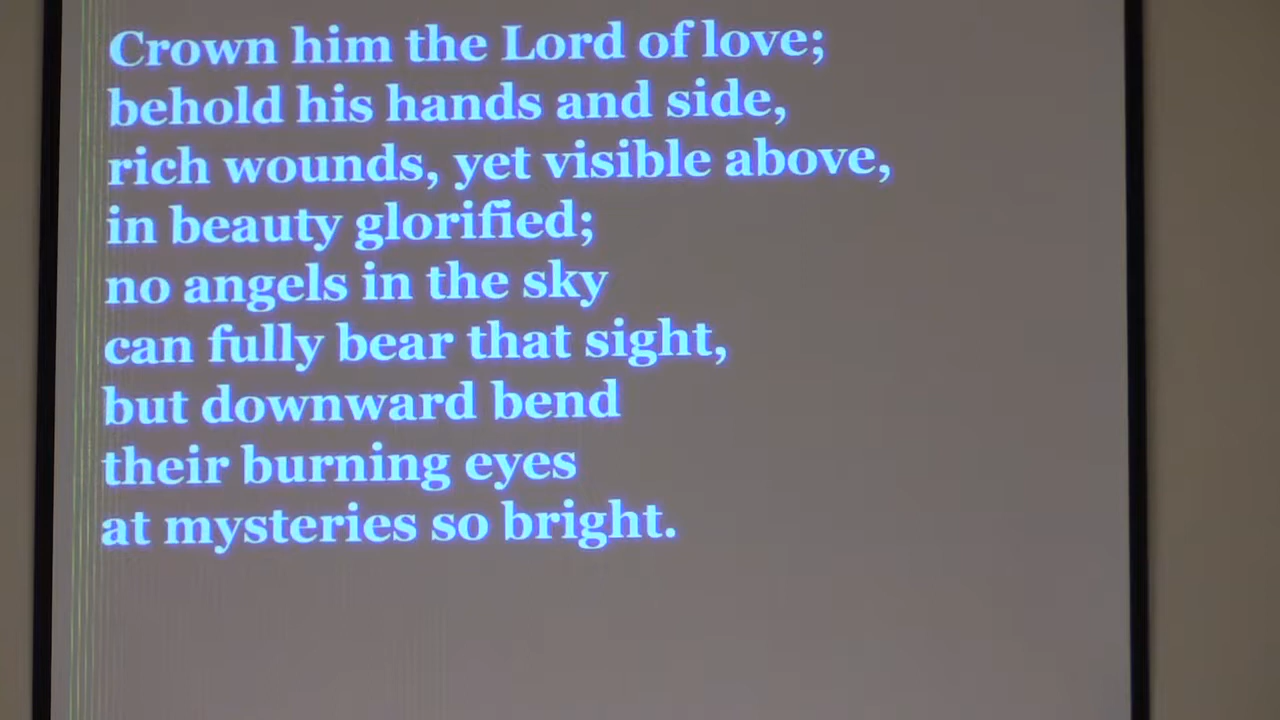 Crown him the Lord of love;
behold his hands and side,
rich wounds, yet visible above,
in beauty glorified;
no angels in the sky
can fully bear that sight,
but downward bend
their burning eyes
at mysteries so bright.